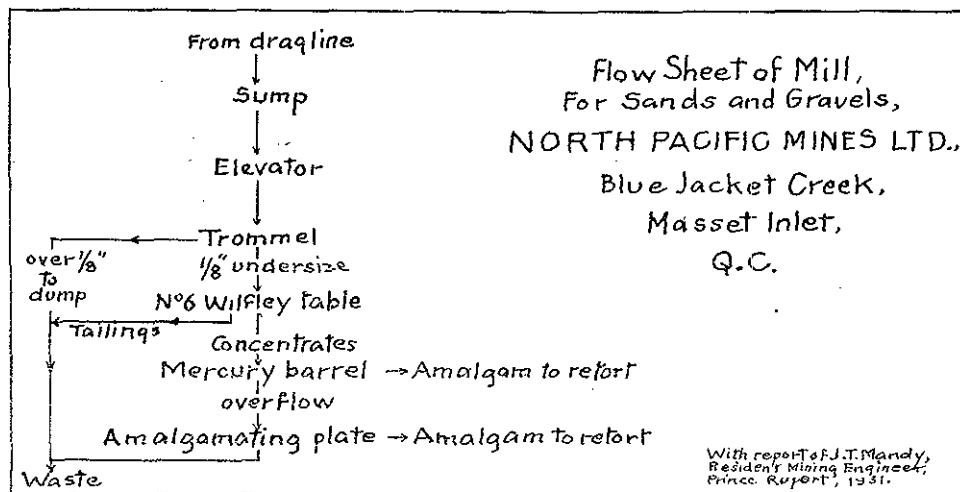 From dragline
Sump
Elevator
Trommel
1/8" undersize
over 1/8"
to
dump
Nº6 Wilfley table
Tailings
Concentrates
Mercury barrel → Amalgam to retort
overflow
Amalgamating plate → Amalgam to retort
Waste
Flow Sheet of Mill,
For Sands and Gravels,
NORTH PACIFIC MINES LTD.,
Blue Jacket Creek,
Masset Inlet,
Q.C.
With report of J.T. Mandy,
Resident Mining Engineer,
Prince Rupert, 1931.